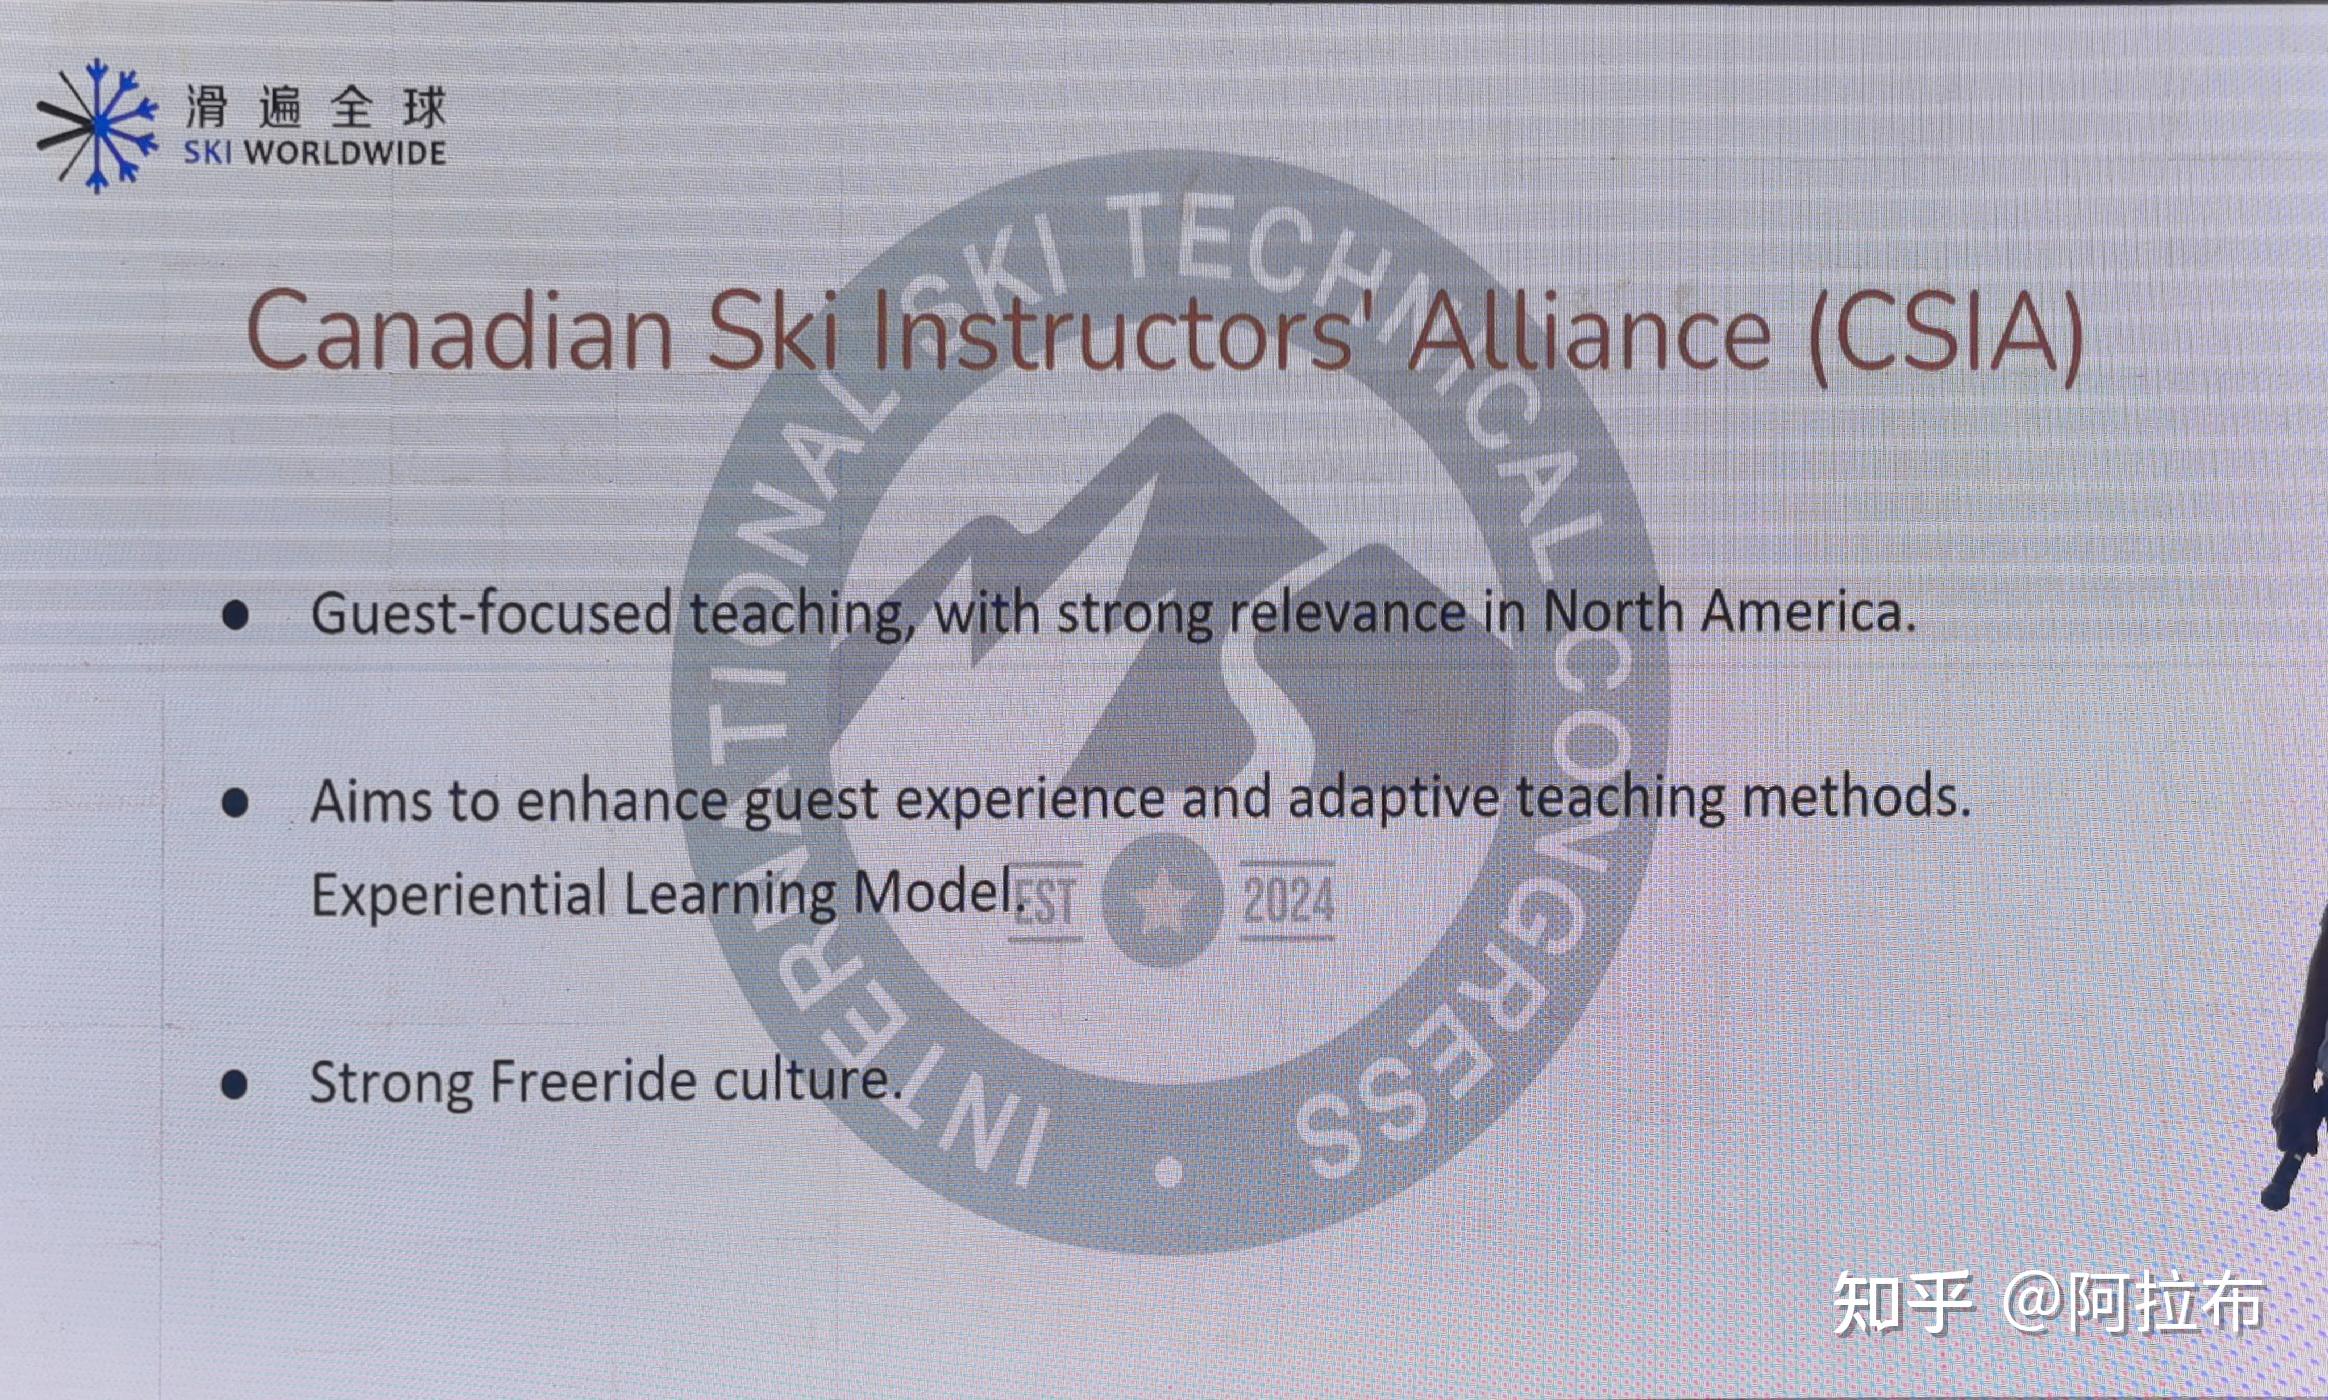 滑遍全球
SKI WORLDWIDE
Canadian Ski Instructors' Alliance (CSIA)
• Guest-focused teaching, with strong relevance in North America.
• Aims to enhance guest experience and adaptive teaching methods.
Experiential Learning Model.
• Strong Freeride culture.
INTERNATIONAL SKI TECHNICAL CONGRESS
EST 2024
知乎 @阿拉布